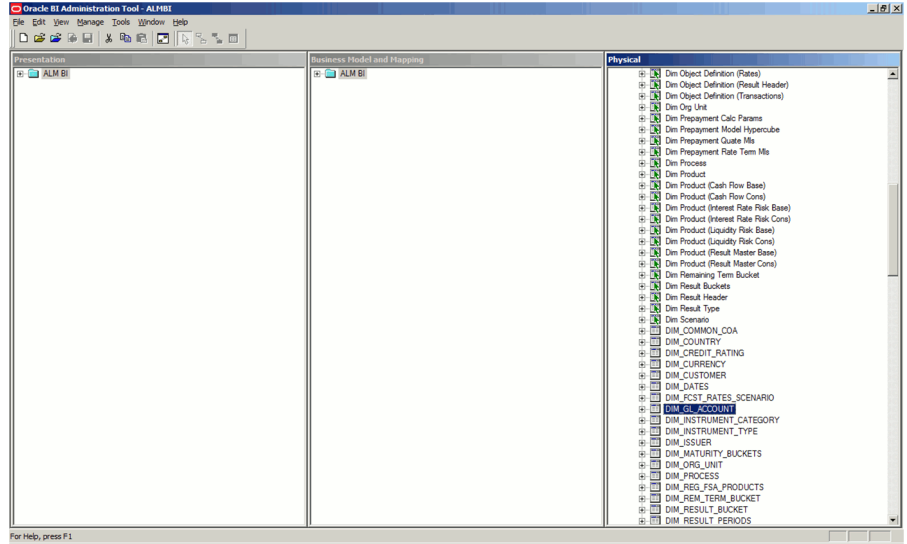 Oracle BI Administration Tool - ALMBI
File Edit View Manage Tools Window Help
Presentation
ALM BI
Business Model and Mapping
ALM BI
Physical
Dim Object Definition (Rates)
Dim Object Definition (Result Header)
Dim Object Definition (Transactions)
Dim Org Unit
Dim Prepayment Calc Params
Dim Prepayment Model Hypercube
Dim Prepayment Quate Mls
Dim Prepayment Rate Term Mls
Dim Process
Dim Product
Dim Product (Cash Flow Base)
Dim Product (Cash Flow Cons)
Dim Product (Interest Rate Risk Base)
Dim Product (Interest Rate Risk Cons)
Dim Product (Liquidity Risk Base)
Dim Product (Liquidity Risk Cons)
Dim Product (Result Master Base)
Dim Product (Result Master Cons)
Dim Remaining Term Bucket
Dim Result Buckets
Dim Result Header
Dim Result Type
Dim Scenario
DIM_COMMON_COA
DIM_COUNTRY
DIM_CREDIT_RATING
DIM_CURRENCY
DIM_CUSTOMER
DIM_DATES
DIM_FCST_RATES_SCENARIO
DIM_GL_ACCOUNT
DIM_INSTRUMENT_CATEGORY
DIM_INSTRUMENT_TYPE
DIM_ISSUER
DIM_MATURITY_BUCKETS
DIM_ORG_UNIT
DIM_PROCESS
DIM_REG_FSA_PRODUCTS
DIM_REM_TERM_BUCKET
DIM_RESULT_BUCKET
DIM_RESULT_PERIODS
For Help, press F1